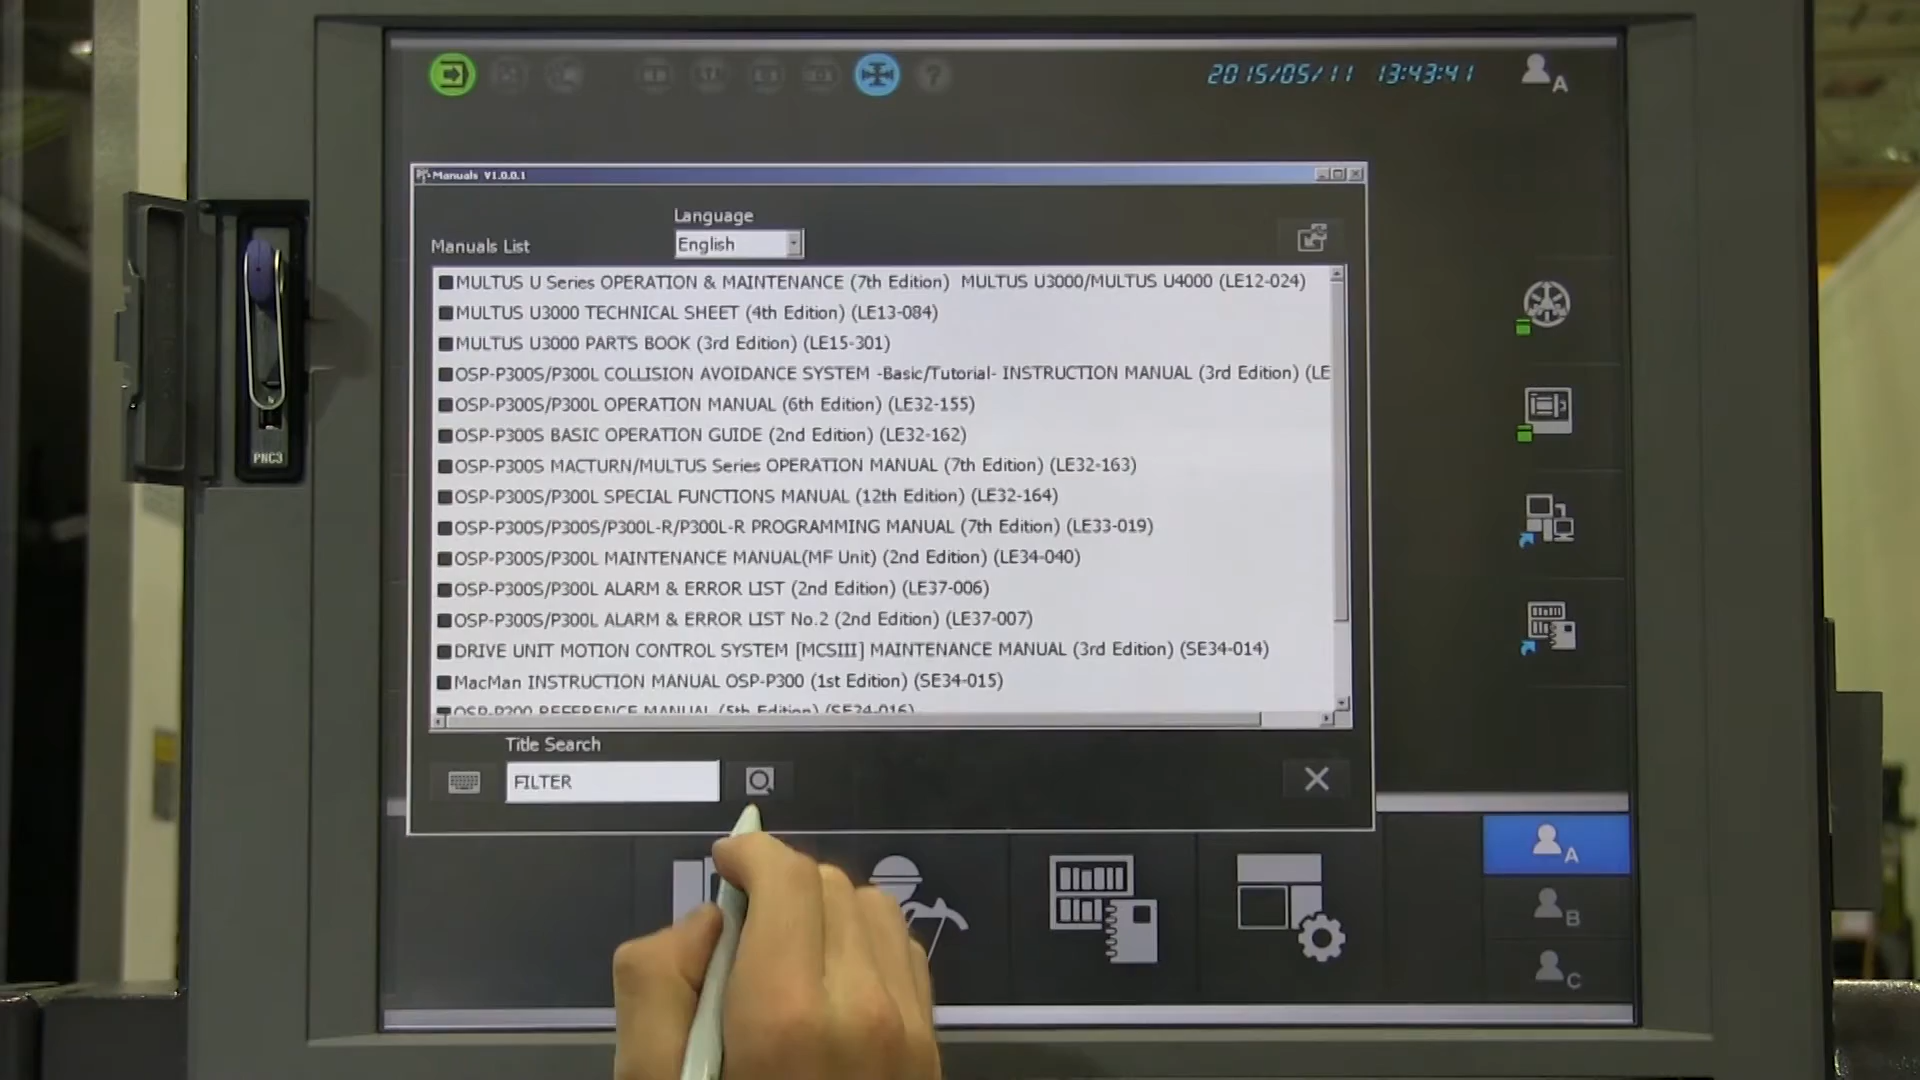 2015/05/11 13:43:41
A
Manuals V1.0.0.1
Language
English
Manuals List
MULTUS U Series OPERATION & MAINTENANCE (7th Edition) MULTUS U3000/MULTUS U4000 (LE12-024)
MULTUS U3000 TECHNICAL SHEET (4th Edition) (LE13-084)
MULTUS U3000 PARTS BOOK (3rd Edition) (LE15-301)
OSP-P300S/P300L COLLISION AVOIDANCE SYSTEM -Basic/Tutorial- INSTRUCTION MANUAL (3rd Edition) (LE
OSP-P300S/P300L OPERATION MANUAL (6th Edition) (LE32-155)
OSP-P300S BASIC OPERATION GUIDE (2nd Edition) (LE32-162)
OSP-P300S MACTURN/MULTUS Series OPERATION MANUAL (7th Edition) (LE32-163)
OSP-P300S/P300L SPECIAL FUNCTIONS MANUAL (12th Edition) (LE32-164)
OSP-P300S/P300S/P300L-R/P300L-R PROGRAMMING MANUAL (7th Edition) (LE33-019)
OSP-P300S/P300L MAINTENANCE MANUAL(MF Unit) (2nd Edition) (LE34-040)
OSP-P300S/P300L ALARM & ERROR LIST (2nd Edition) (LE37-006)
OSP-P300S/P300L ALARM & ERROR LIST No.2 (2nd Edition) (LE37-007)
DRIVE UNIT MOTION CONTROL SYSTEM [MCSIII] MAINTENANCE MANUAL (3rd Edition) (SE34-014)
MacMan INSTRUCTION MANUAL OSP-P300 (1st Edition) (SE34-015)
REFERENCE MANUAL (5th Edition) (SE34-016)
Title Search
FILTER
PNC3
A
B
C